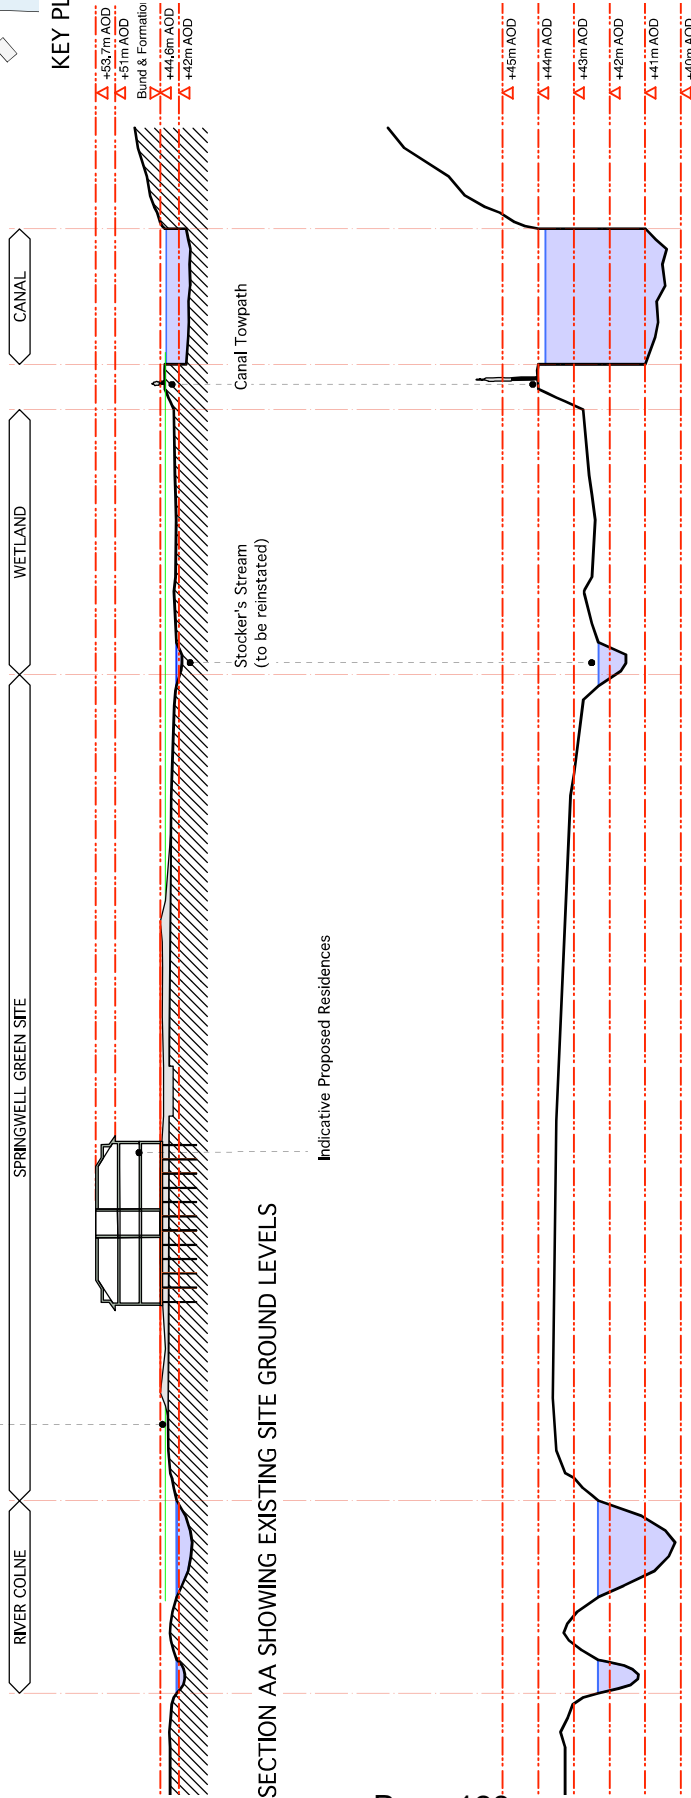 KEY PL
+53.7m AOD
+51m AOD
Bund & Formatio
+44.6m AOD
+42m AOD
RIVER COLNE
SPRINGWELL GREEN SITE
WETLAND
CANAL
Indicative Proposed Residences
Stocker's Stream
(to be reinstated)
Canal Towpath
SECTION AA SHOWING EXISTING SITE GROUND LEVELS
+45m AOD
+44m AOD
+43m AOD
+42m AOD
+41m AOD
+40m AOD